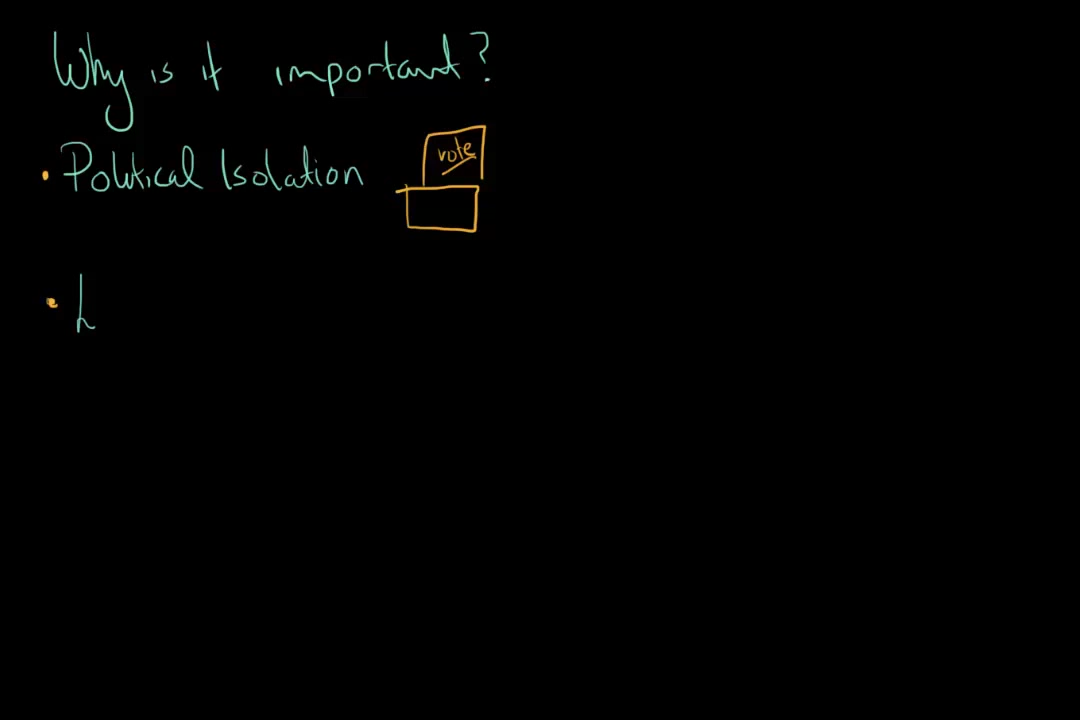 Why is it important?
• Political Isolation
vote
•